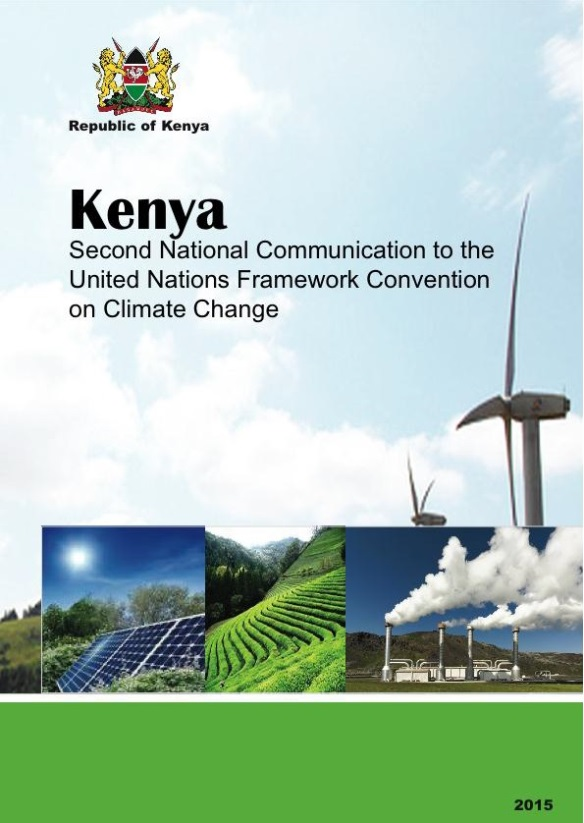 Republic of Kenya
Kenya
Second National Communication to the
United Nations Framework Convention
on Climate Change
2015